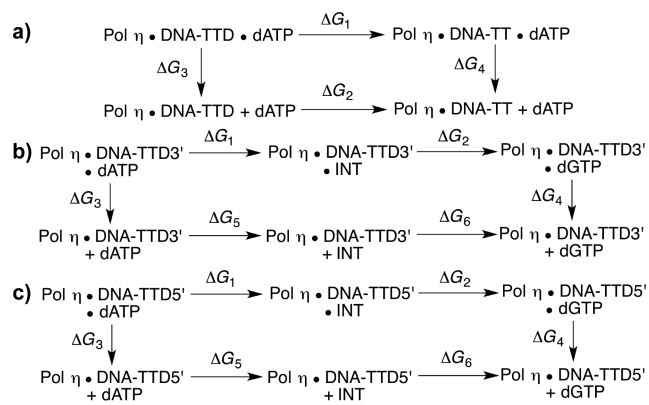 a) Pol η • DNA-TTD • dATP ΔG1 Pol η • DNA-TT • dATP
ΔG3 ΔG4
Pol η • DNA-TTD + dATP ΔG2 Pol η • DNA-TT + dATP
b) Pol η • DNA-TTD3' ΔG1 Pol η • DNA-TTD3' ΔG2 Pol η • DNA-TTD3'
• dATP • INT • dGTP
ΔG3 ΔG4
Pol η • DNA-TTD3' ΔG5 Pol η • DNA-TTD3' ΔG6 Pol η • DNA-TTD3'
+ dATP + INT + dGTP
c) Pol η • DNA-TTD5' ΔG1 Pol η • DNA-TTD5' ΔG2 Pol η • DNA-TTD5'
• dATP • INT • dGTP
ΔG3 ΔG4
Pol η • DNA-TTD5' ΔG5 Pol η • DNA-TTD5' ΔG6 Pol η • DNA-TTD5'
+ dATP + INT + dGTP